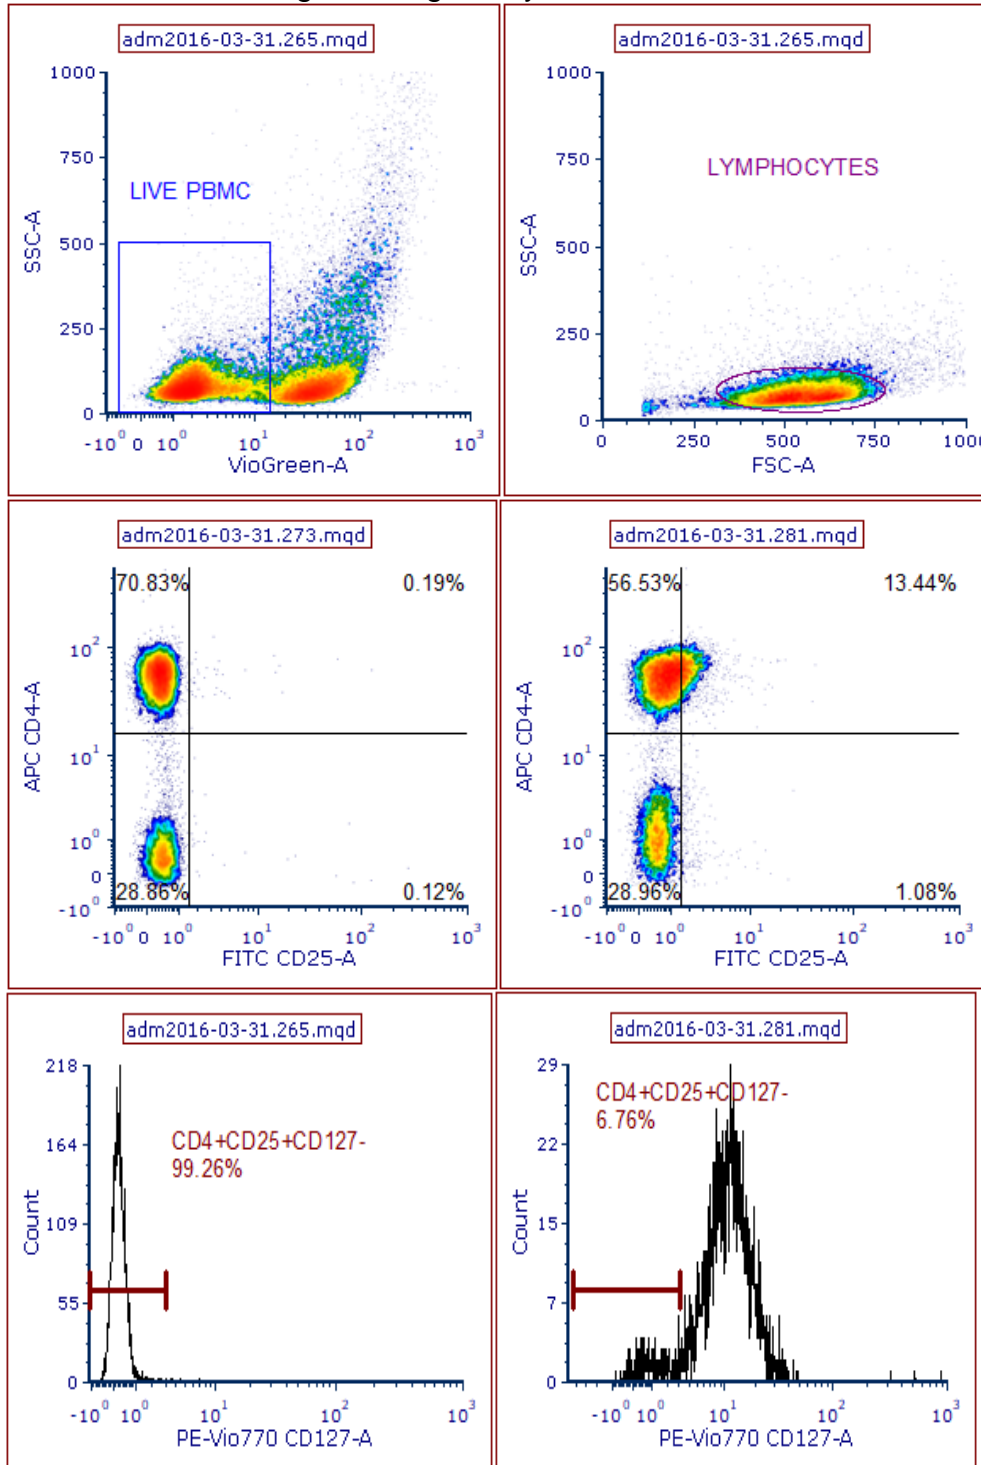 adm2016-03-31.265.mqd
1000
750
500
250
0
SSC-A
LIVE PBMC
-10⁰ 0 10⁰ 10¹ 10² 10³
VioGreen-A
adm2016-03-31.265.mqd
1000
750
500
250
0
SSC-A
LYMPHOCYTES
0 250 500 750 1000
FSC-A
adm2016-03-31.273.mqd
70.83% 0.19%
10²
10¹
10⁰
0
-10⁰
APC CD4-A
28.86% 0.12%
-10⁰ 0 10⁰ 10¹ 10² 10³
FITC CD25-A
adm2016-03-31.281.mqd
56.53% 13.44%
10²
10¹
10⁰
0
-10⁰
APC CD4-A
28.96% 1.08%
-10⁰ 0 10⁰ 10¹ 10² 10³
FITC CD25-A
adm2016-03-31.265.mqd
218
164
109
55
0
Count
CD4+CD25+CD127-
99.26%
-10⁰ 10⁰ 10¹ 10² 10³
PE-Vio770 CD127-A
adm2016-03-31.281.mqd
29
22
15
7
0
Count
CD4+CD25+CD127-
6.76%
-10⁰ 10⁰ 10¹ 10² 10³
PE-Vio770 CD127-A